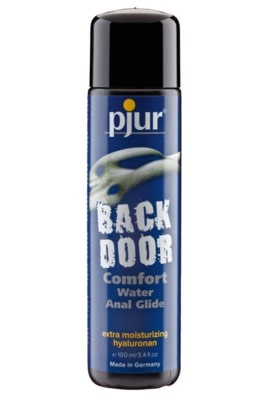 pjur
BACK
DOOR
Comfort
Water
Anal Glide
extra moisturizing
hyaluronan
e 100 ml / 3.4 fl oz
Made in Germany